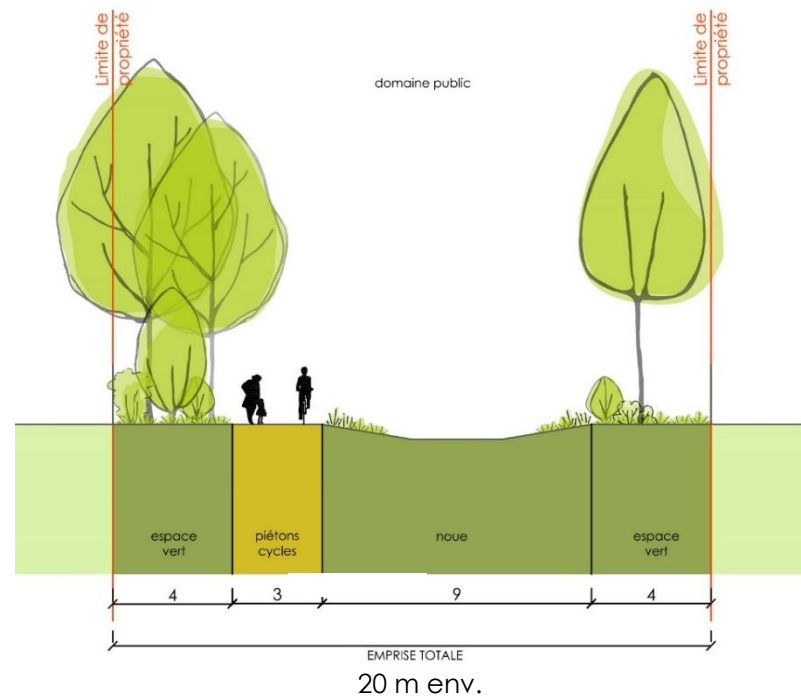 Limite de
propriété
domaine public
Limite de
propriété
espace
vert
piétons
cycles
noue
espace
vert
4
3
9
4
EMPRISE TOTALE
20 m env.